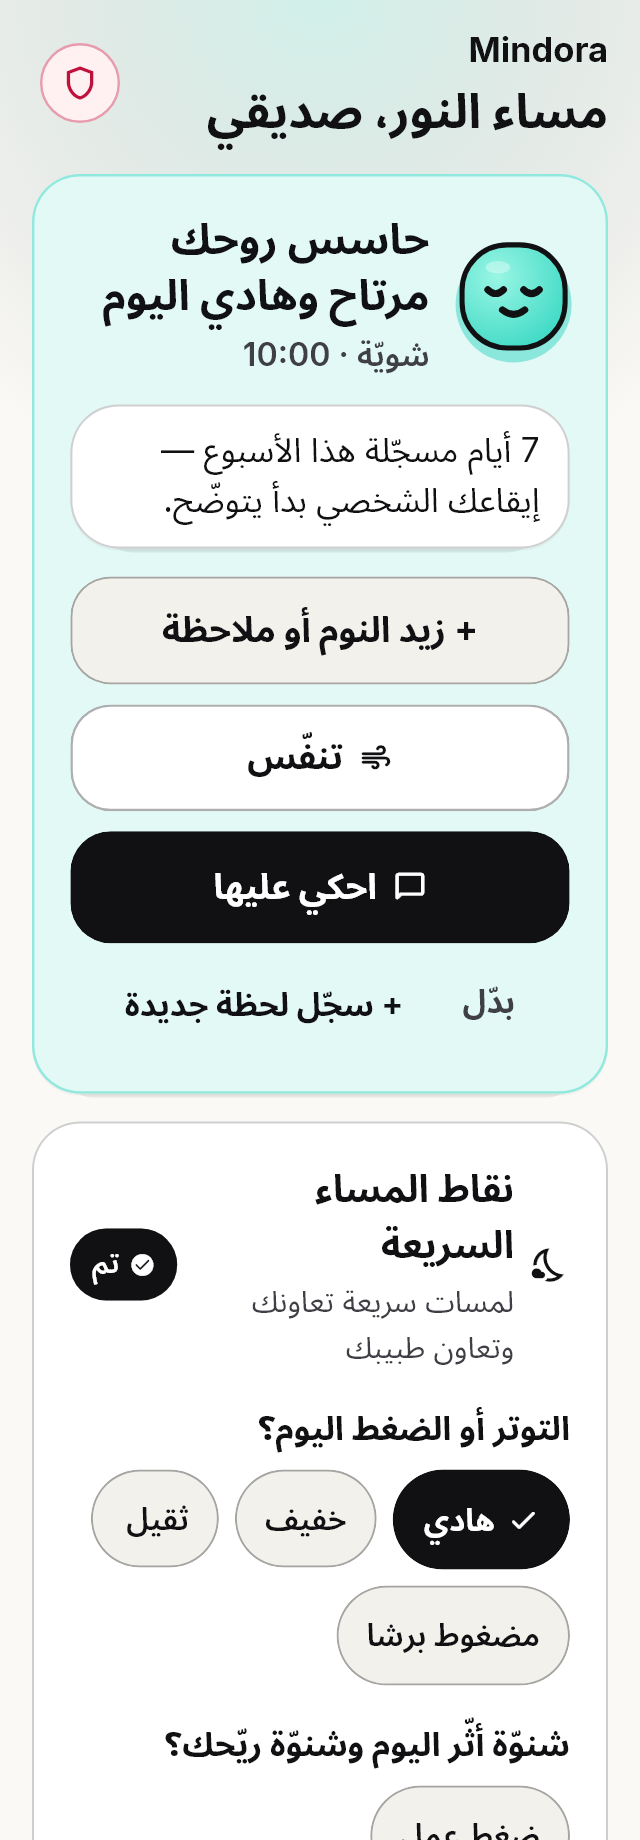 Mindora
مساء النور، صديقي
حاسس روحك
مرتاح وهادي اليوم
شويّة · 10:00
7 أيام مسجّلة هذا الأسبوع —
إيقاعك الشخصي بدأ يتوضّح.
+ زيد النوم أو ملاحظة
تنفّس
احكي عليها
بدّل
+ سجّل لحظة جديدة
نقاط المساء
السريعة
تم
لمسات سريعة تعاونك
وتعاون طبيبك
التوتر أو الضغط اليوم؟
هادي
خفيف
ثقيل
مضغوط برشا
شنوّة أثّر اليوم وشنوّة ريّحك؟
ضغط عمل